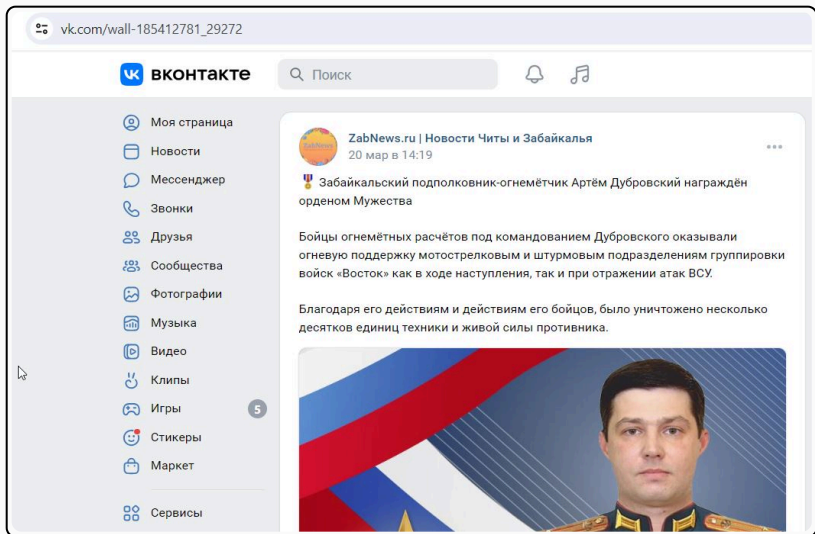 vk.com/wall-185412781_29272
вконтакте
Поиск
Моя страница
Новости
Мессенджер
Звонки
Друзья
Сообщества
Фотографии
Музыка
Видео
Клипы
Игры 5
Стикеры
Маркет
Сервисы
ZabNews.ru | Новости Читы и Забайкалья
20 мар в 14:19
Забайкальский подполковник-огнемётчик Артём Дубровский награждён
орденом Мужества
Бойцы огнемётных расчётов под командованием Дубровского оказывали
огневую поддержку мотострелковым и штурмовым подразделениям группировки
войск «Восток» как в ходе наступления, так и при отражении атак ВСУ.
Благодаря его действиям и действиям его бойцов, было уничтожено несколько
десятков единиц техники и живой силы противника.